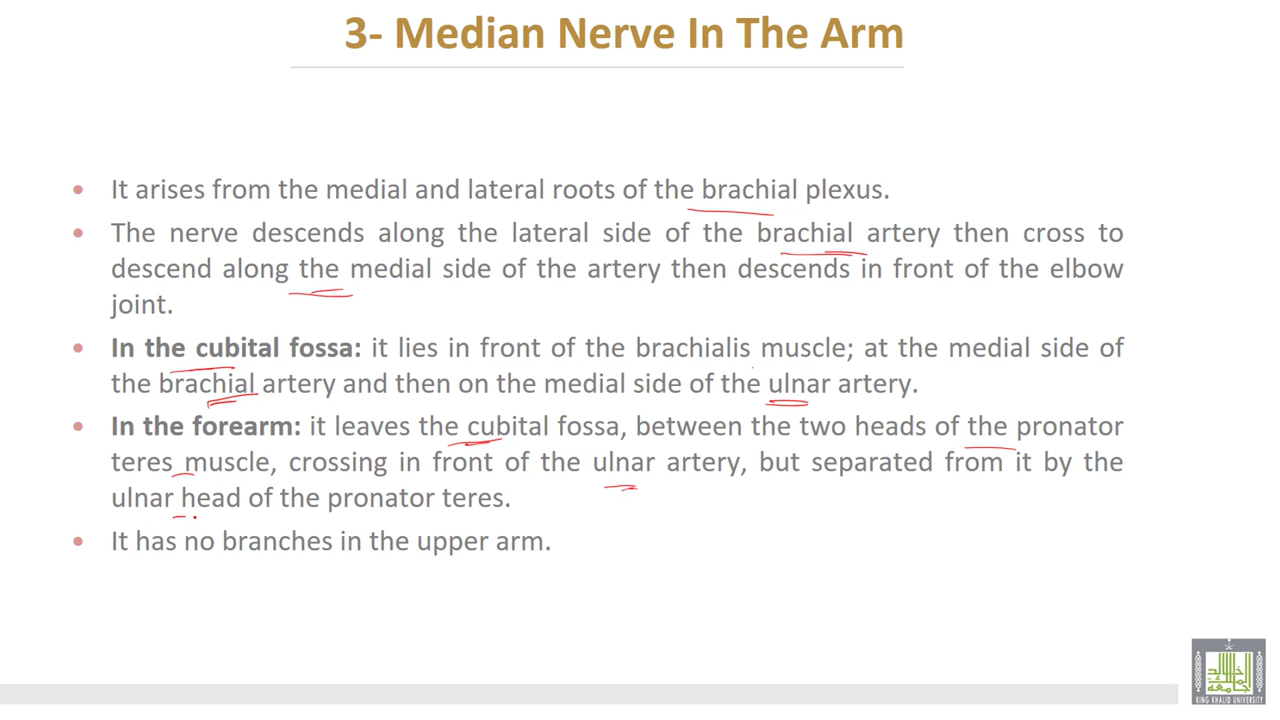 3- Median Nerve In The Arm
• It arises from the medial and lateral roots of the brachial plexus.
• The nerve descends along the lateral side of the brachial artery then cross to
descend along the medial side of the artery then descends in front of the elbow
joint.
• In the cubital fossa: it lies in front of the brachialis muscle; at the medial side of
the brachial artery and then on the medial side of the ulnar artery.
• In the forearm: it leaves the cubital fossa, between the two heads of the pronator
teres muscle, crossing in front of the ulnar artery, but separated from it by the
ulnar head of the pronator teres.
• It has no branches in the upper arm.
جامعة
الملك خالد
KING KHALID UNIVERSITY